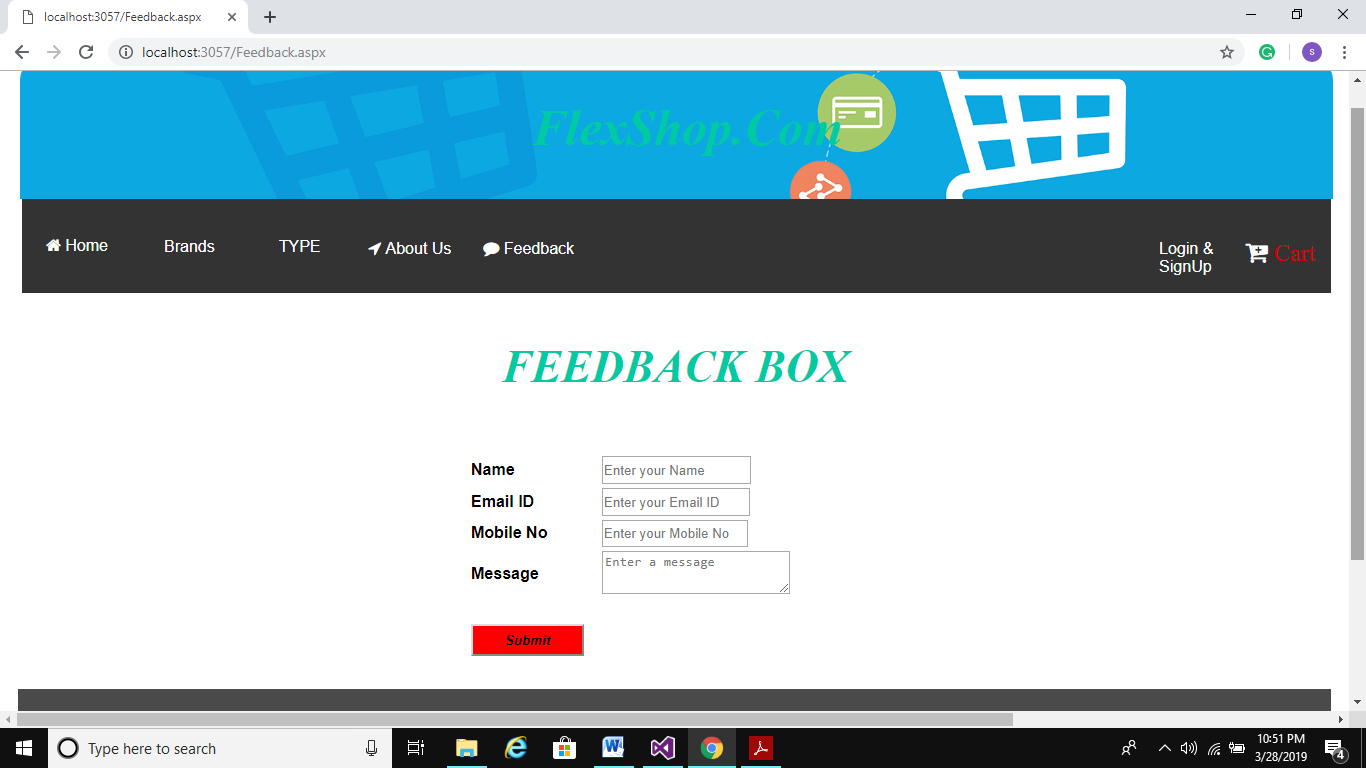 localhost:3057/Feedback.aspx
localhost:3057/Feedback.aspx
s
FlexShop.Com
Home Brands TYPE About Us Feedback Login & SignUp Cart
FEEDBACK BOX
Name Enter your Name
Email ID Enter your Email ID
Mobile No Enter your Mobile No
Message Enter a message
Submit
Type here to search
10:51 PM
3/28/2019
4